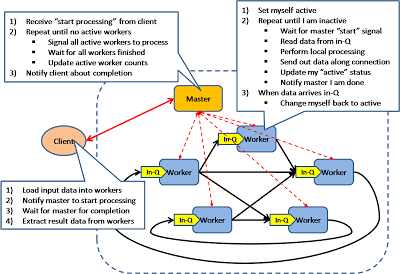 1) Receive "start processing" from client
2) Repeat until no active workers
▪ Signal all active workers to process
▪ Wait for all workers finished
▪ Update active worker counts
3) Notify client about completion
1) Set myself active
2) Repeat until I am inactive
▪ Wait for master "start" signal
▪ Read data from in-Q
▪ Perform local processing
▪ Send out data along connection
▪ Update my "active" status
▪ Notify master I am done
3) When data arrives in-Q
▪ Change myself back to active
Master
Client
In-Q
Worker
In-Q
Worker
In-Q
Worker
In-Q
Worker
In-Q
Worker
1) Load input data into workers
2) Notify master to start processing
3) Wait for master for completion
4) Extract result data from workers